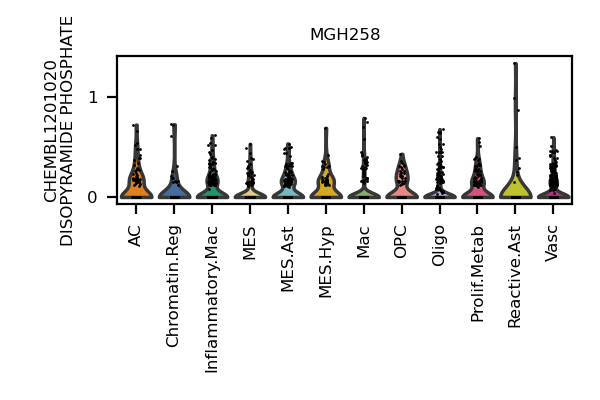 MGH258
CHEMBL1201020
DISOPYRAMIDE PHOSPHATE
1
0
AC
Chromatin.Reg
Inflammatory.Mac
MES
MES.Ast
MES.Hyp
Mac
OPC
Oligo
Prolif.Metab
Reactive.Ast
Vasc